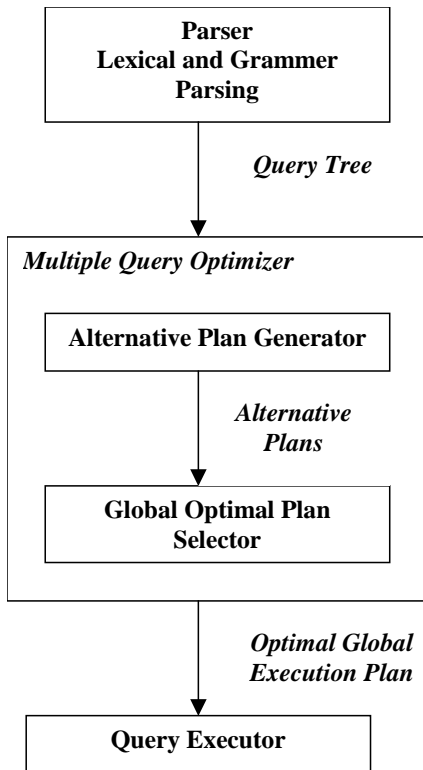 Parser
Lexical and Grammer
Parsing
Query Tree
Multiple Query Optimizer
Alternative Plan Generator
Alternative
Plans
Global Optimal Plan
Selector
Optimal Global
Execution Plan
Query Executor